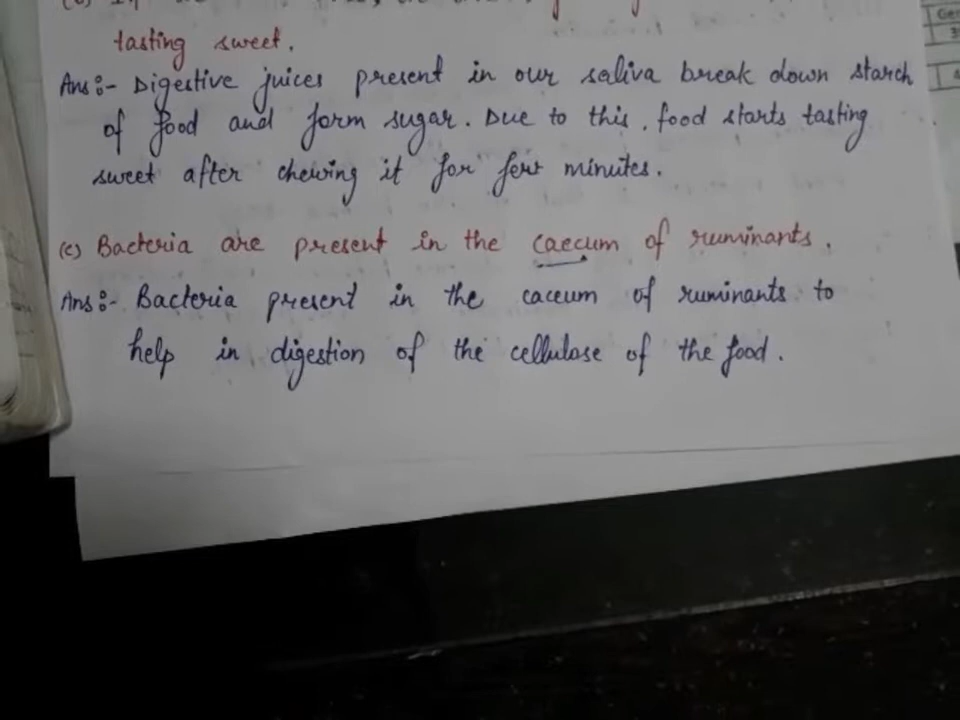 tasting sweet.
Ans:- Digestive juices present in our saliva break down starch
of food and form sugar. Due to this, food starts tasting
sweet after chewing it for few minutes.
(c) Bacteria are present in the caecum of ruminants.
Ans:- Bacteria present in the caceum of ruminants to
help in digestion of the cellulose of the food.